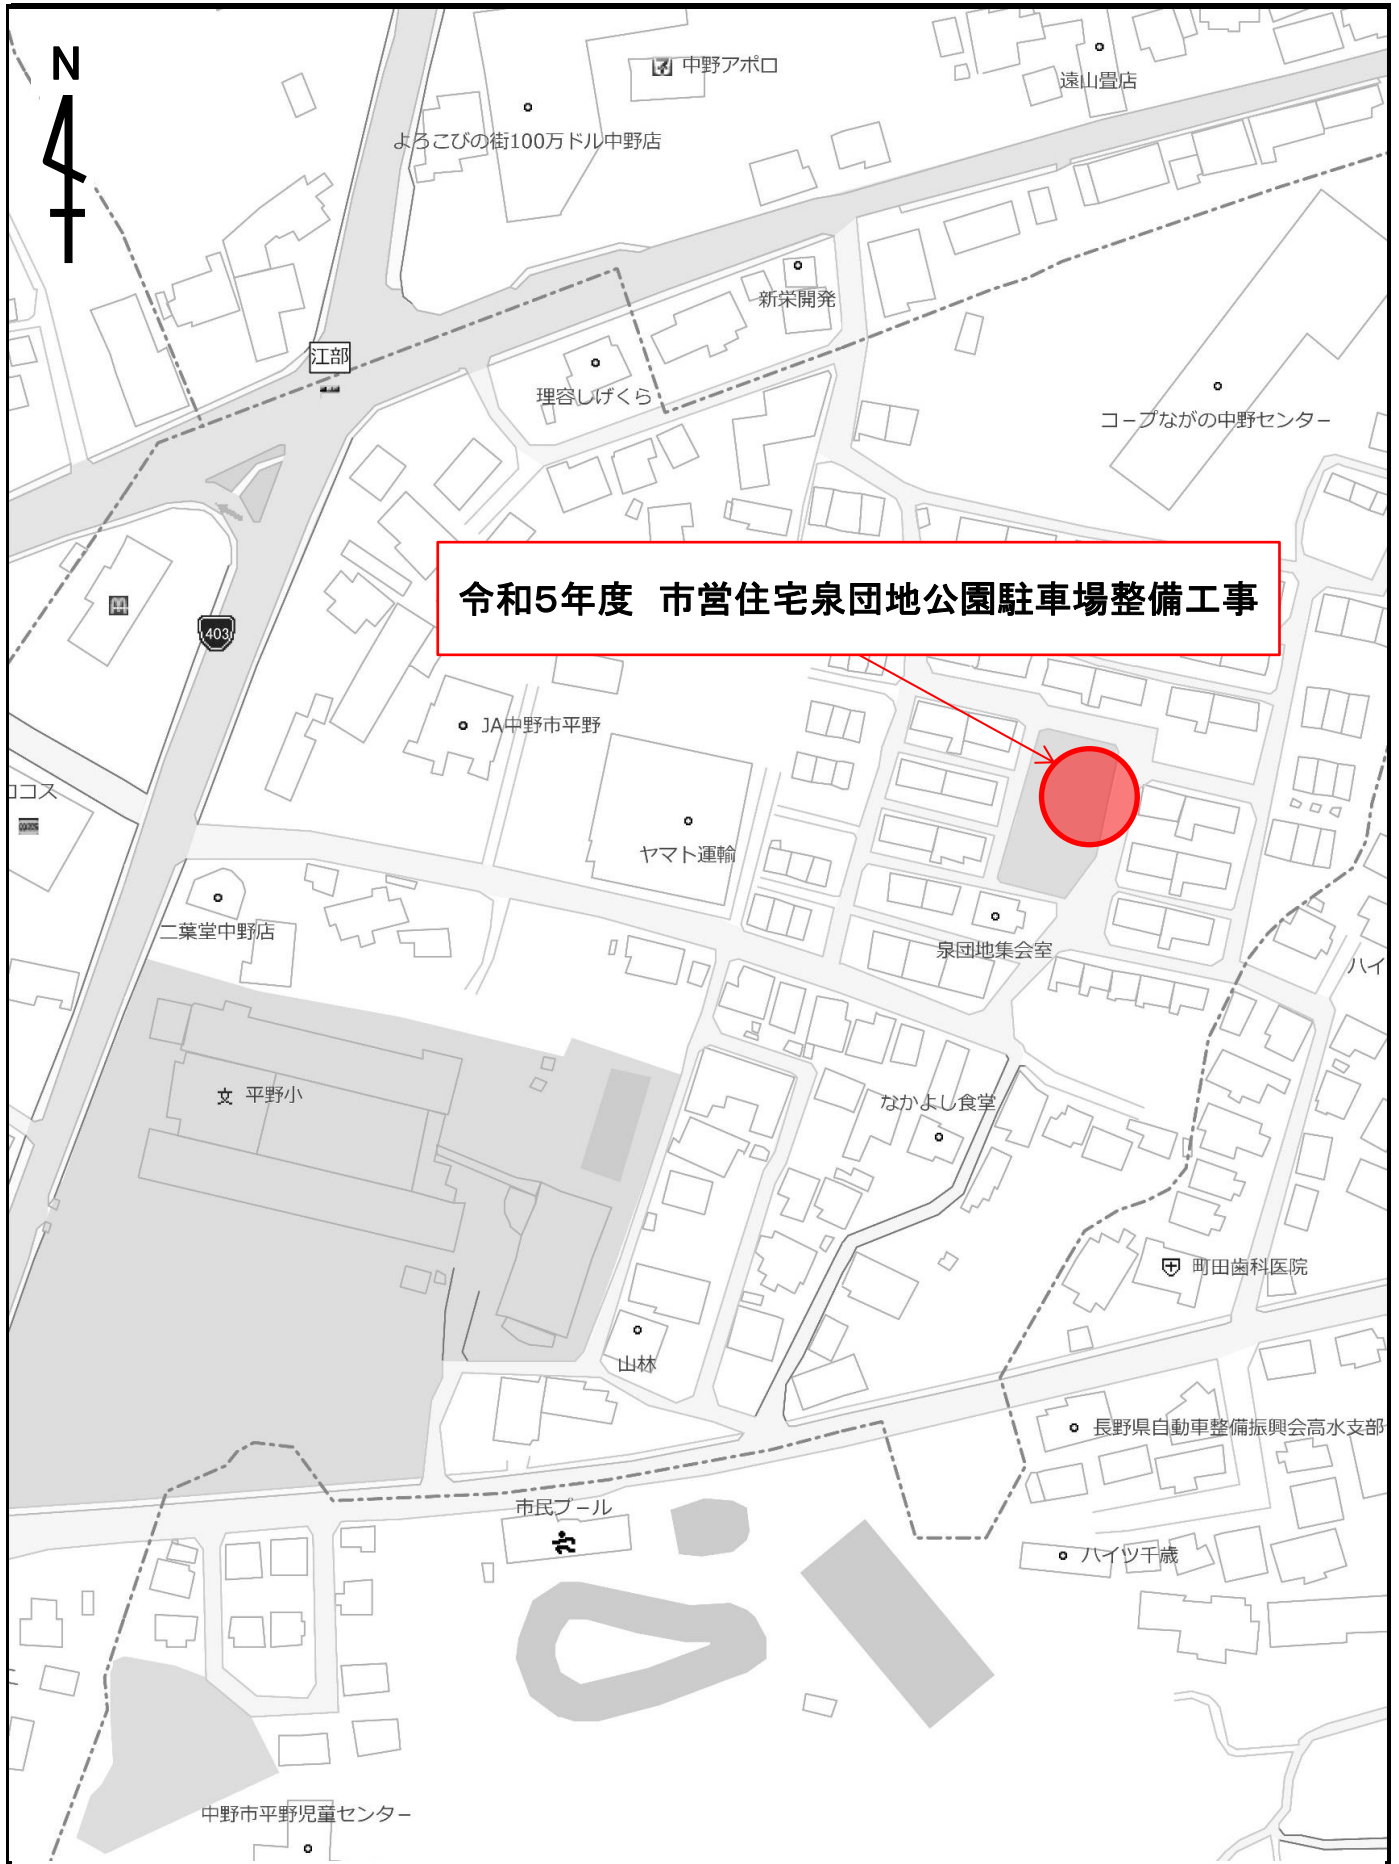 N
中野アポロ
遠山畳店
よろこびの街100万ドル中野店
新栄開発
江部
理容しげくら
コープながの中野センター
令和5年度　市営住宅泉団地公園駐車場整備工事
403
JA中野市平野
ココス
ヤマト運輸
二葉堂中野店
泉団地集会室
ハイ
平野小
文
なかよし食堂
町田歯科医院
山林
長野県自動車整備振興会高水支部
市民プール
ハイツ千歳
中野市平野児童センター